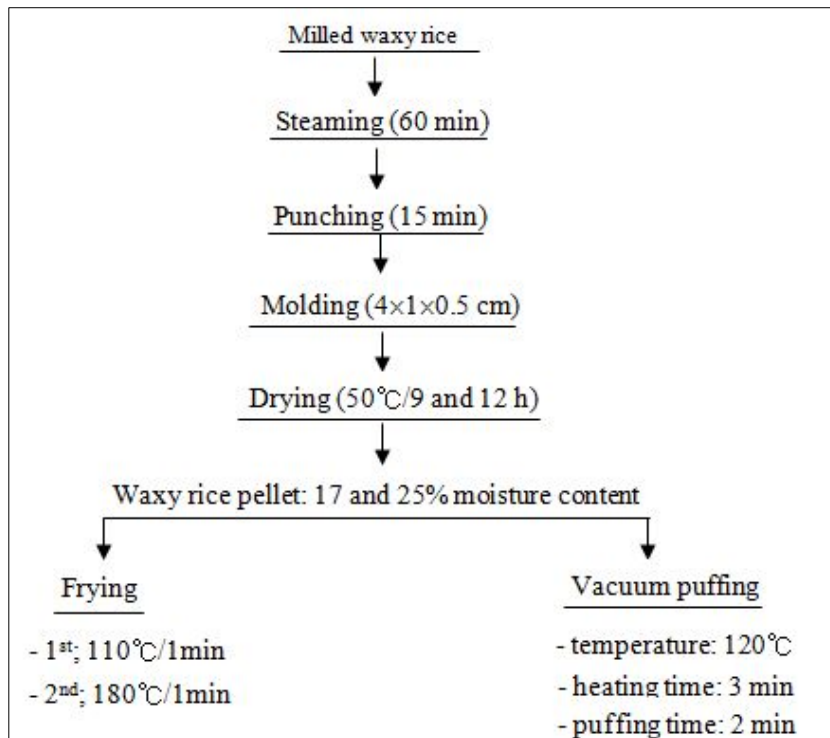 Milled waxy rice
Steaming (60 min)
Punching (15 min)
Molding (4×1×0.5 cm)
Drying (50℃/9 and 12 h)
Waxy rice pellet: 17 and 25% moisture content
Frying
- 1st; 110℃/1min
- 2nd; 180℃/1min
Vacuum puffing
- temperature: 120℃
- heating time: 3 min
- puffing time: 2 min